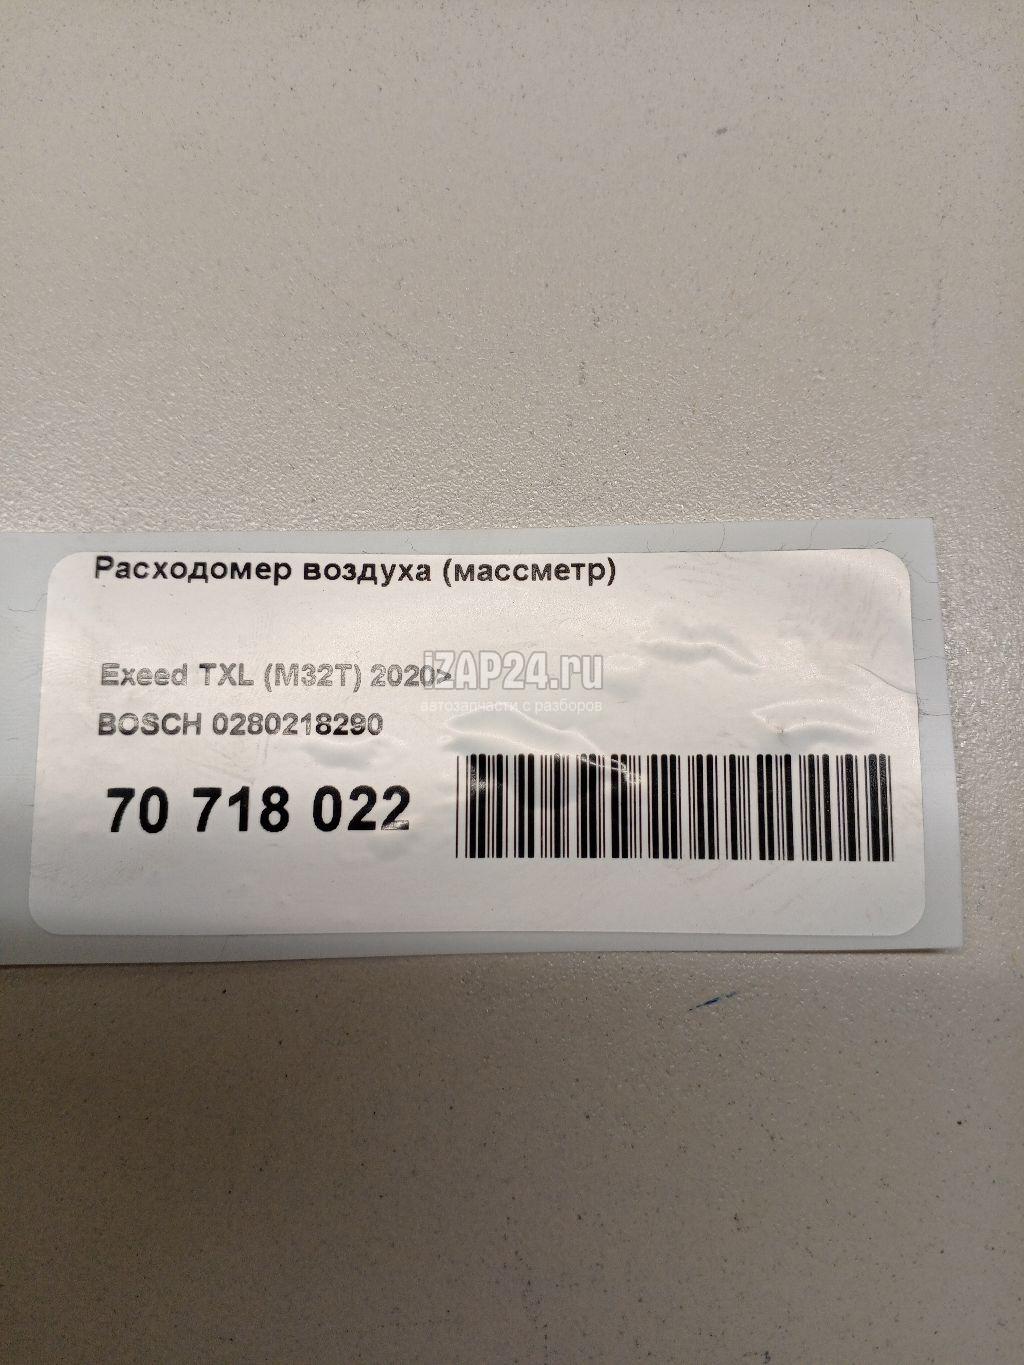 Расходомер воздуха (массметр)
Exeed TXL (M32T) 2020>
iZAP24.ru
автозапчасти с разборов
BOSCH 0280218290
70 718 022